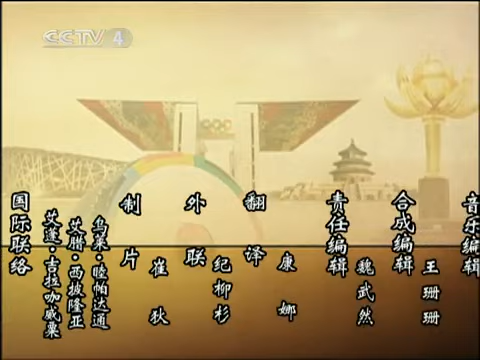 CCTV 4
国际联络
艾蓬·吉拉咖威粟
艾腊·西披隆亚
乌莱·睦帕达通
制片
崔狄
外联
纪柳杉
翻译
康娜
责任编辑
魏武然
合成编辑
王珊珊
音乐编辑